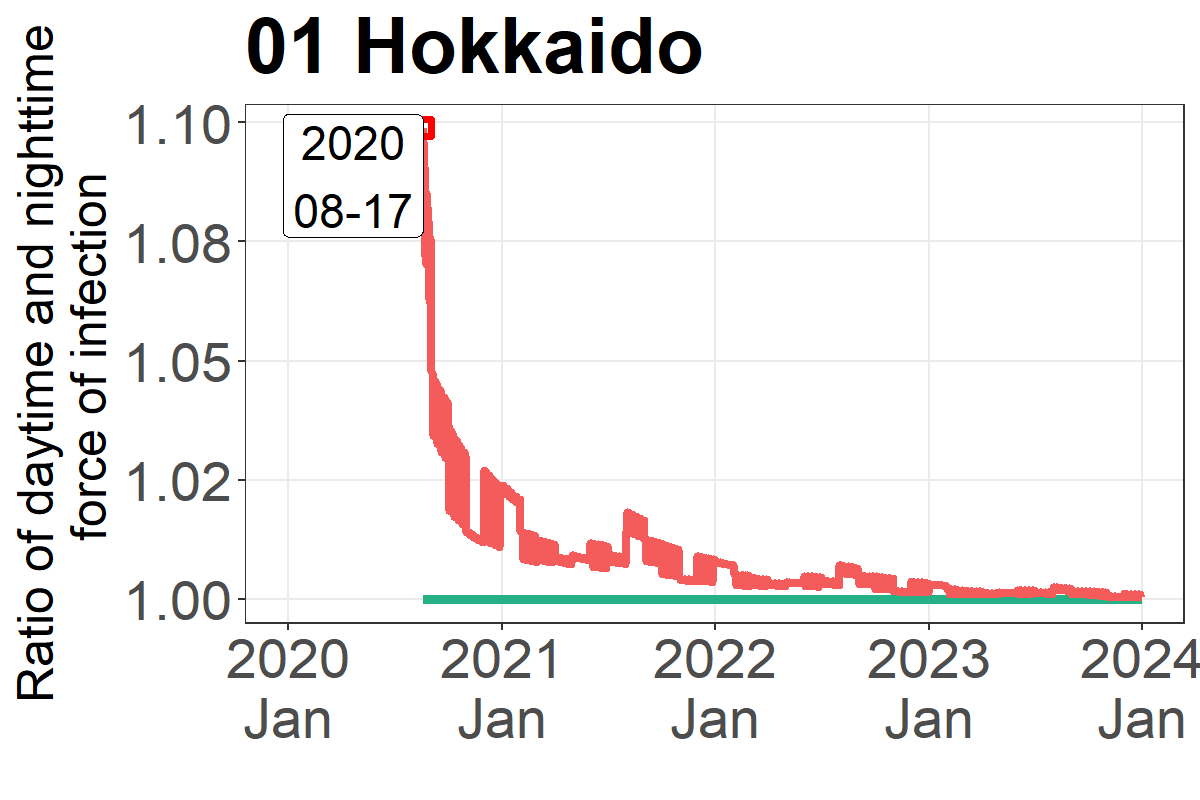 01 Hokkaido
Ratio of daytime and nighttime
force of infection
1.10
1.08
1.05
1.02
1.00
2020
08-17
2020
Jan
2021
Jan
2022
Jan
2023
Jan
2024
Jan